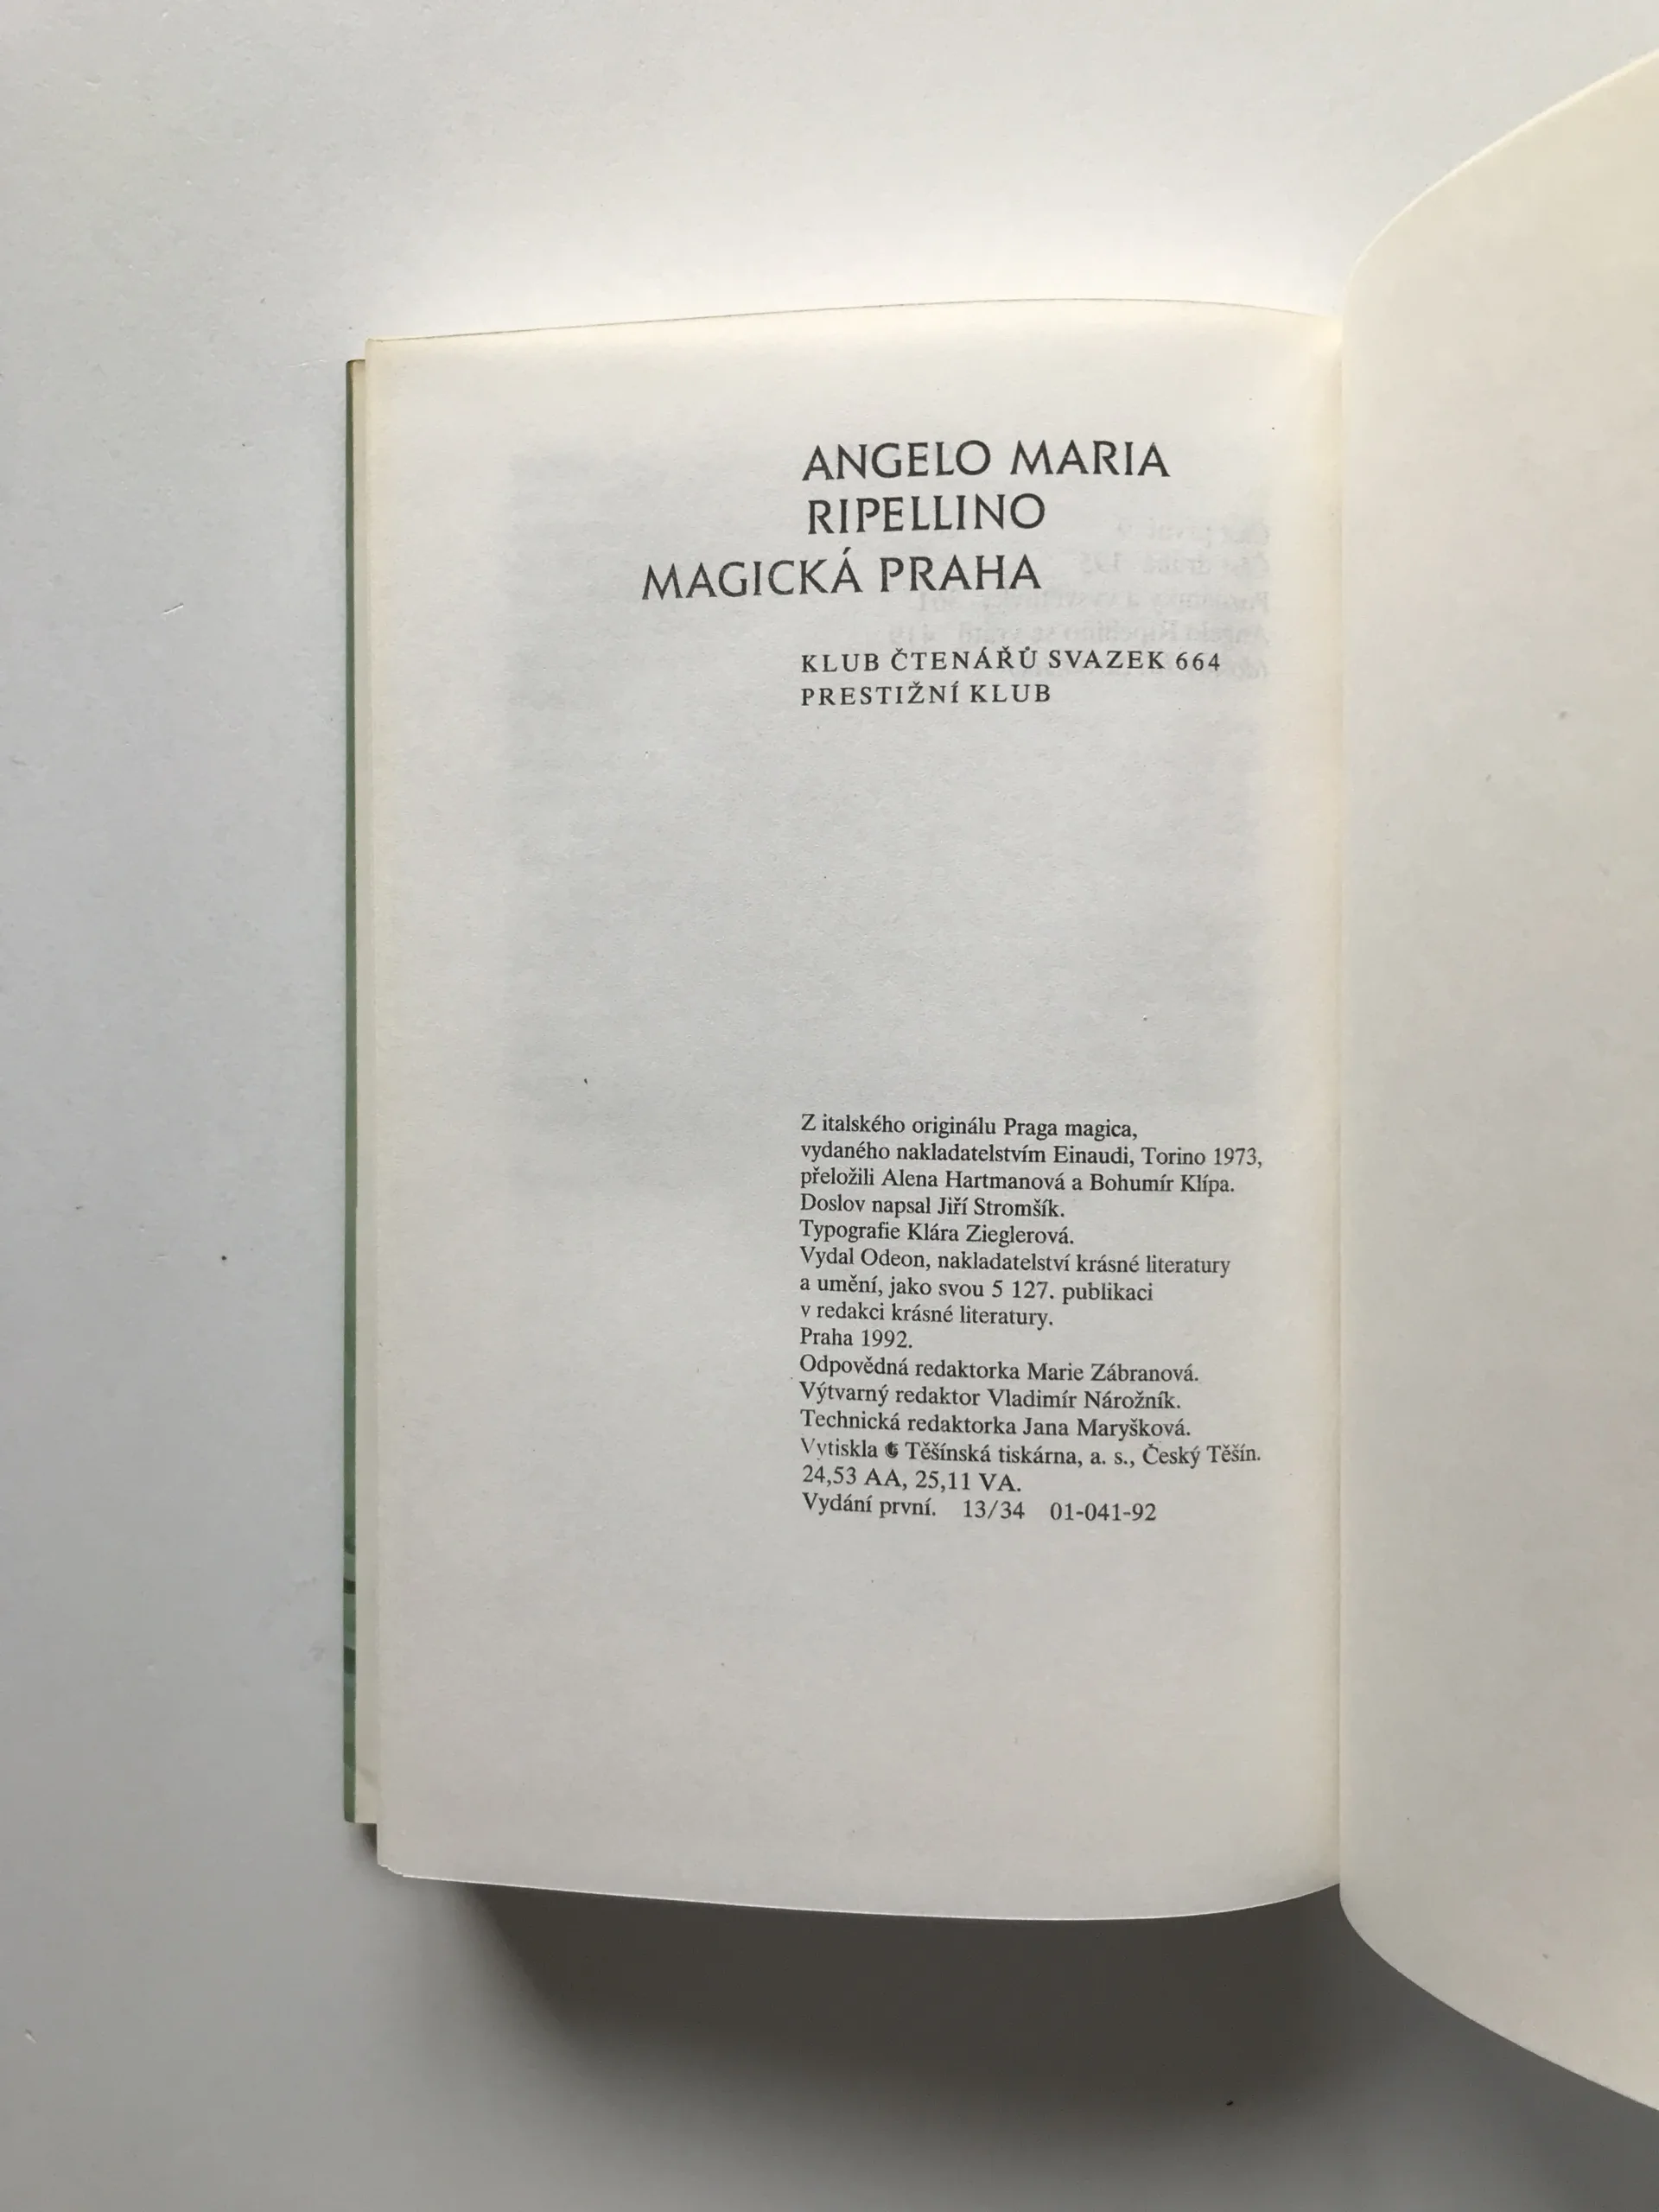 ANGELO MARIA
RIPELLINO
MAGICKÁ PRAHA
KLUB ČTENÁŘŮ SVAZEK 664
PRESTIŽNÍ KLUB
Z italského originálu Praga magica,
vydaného nakladatelstvím Einaudi, Torino 1973,
přeložili Alena Hartmanová a Bohumír Klípa.
Doslov napsal Jiří Stromšík.
Typografie Klára Zieglerová.
Vydal Odeon, nakladatelství krásné literatury
a umění, jako svou 5 127. publikaci
v redakci krásné literatury.
Praha 1992.
Odpovědná redaktorka Marie Zábranová.
Výtvarný redaktor Vladimír Nárožník.
Technická redaktorka Jana Maryšková.
Vytiskla Těšínská tiskárna, a. s., Český Těšín.
24,53 AA, 25,11 VA.
Vydání první. 13/34 01-041-92